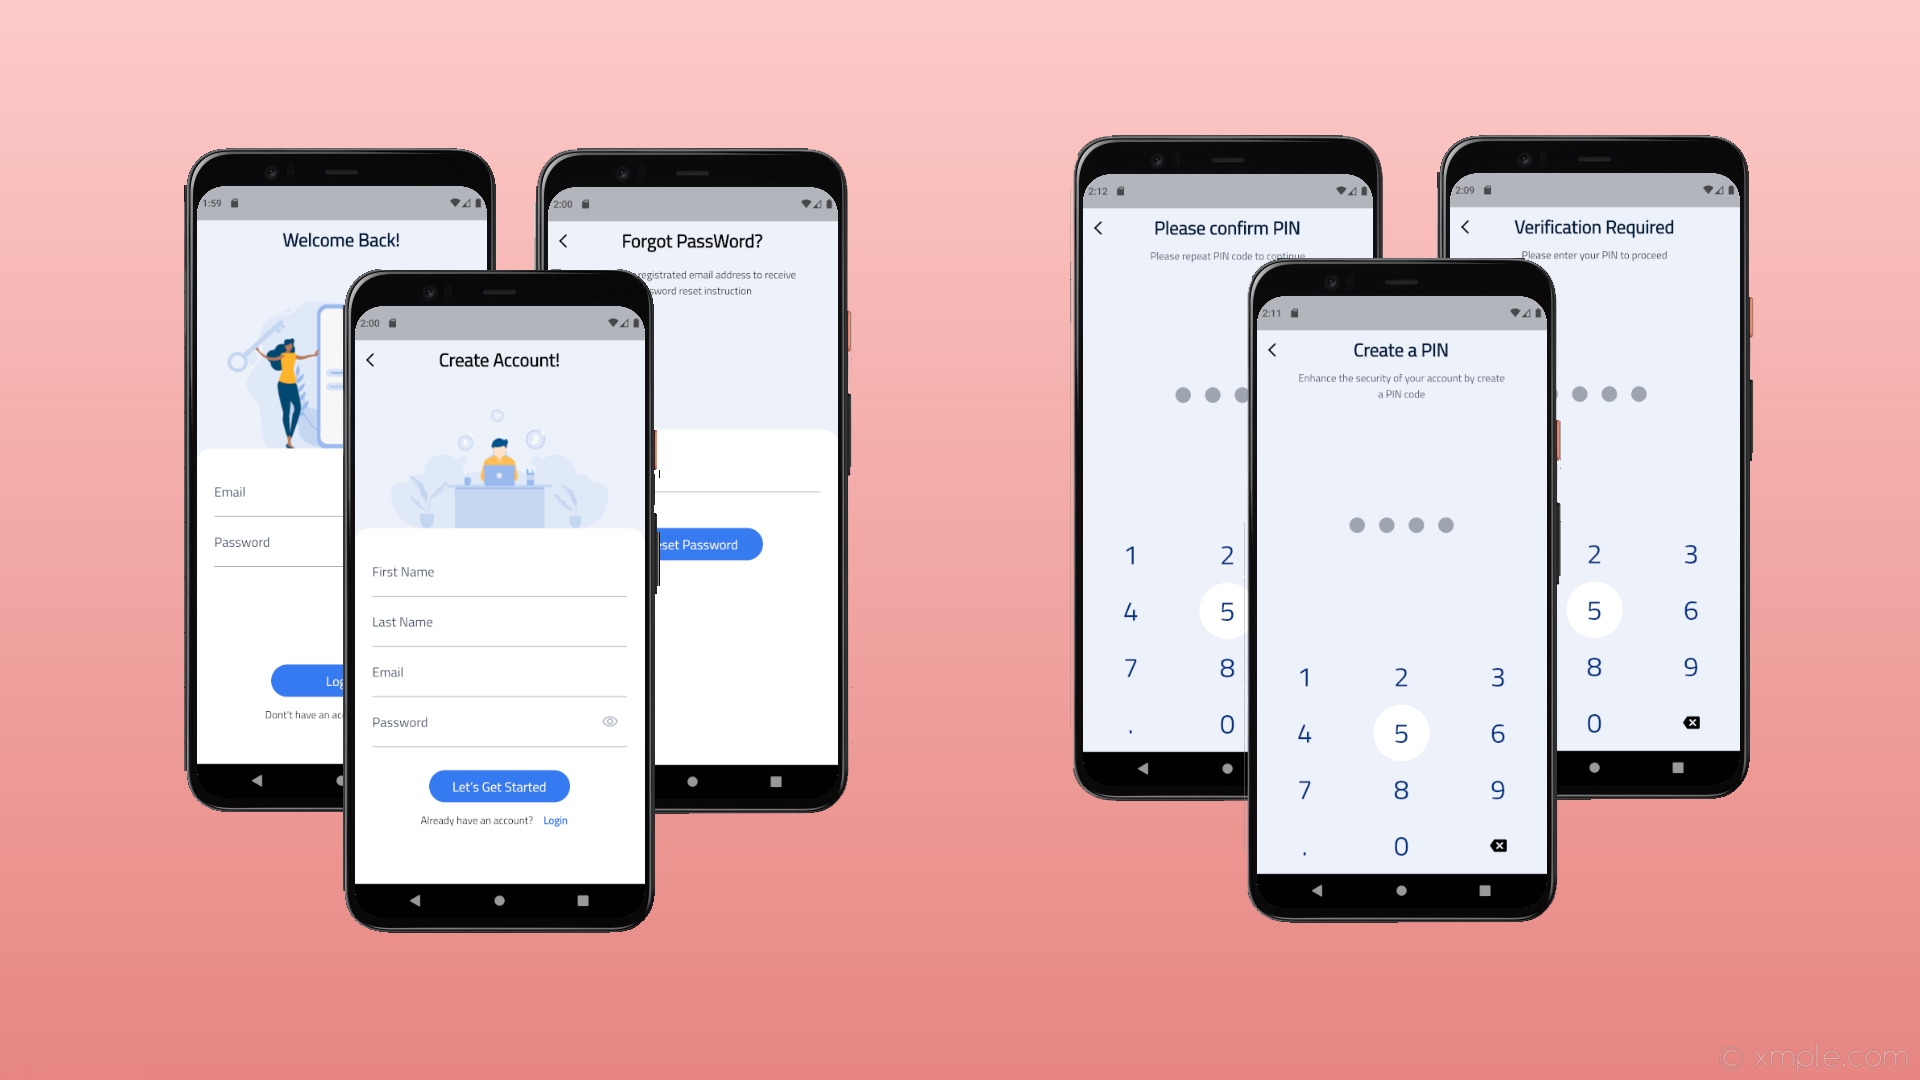 1:59
Welcome Back!
Email
Password
Log
Dont't have an acc
2:00
Forgot PassWord?
registrated email address to receive
sword reset instruction
eset Password
2:00
Create Account!
First Name
Last Name
Email
Password
Let's Get Started
Already have an account? Login
2:12
Please confirm PIN
Please repeat PIN code to continue
1 2
4 5
7 8
. 0
2:09
Verification Required
Please enter your PIN to proceed
2 3
5 6
8 9
0
2:11
Create a PIN
Enhance the security of your account by create
a PIN code
1 2 3
4 5 6
7 8 9
. 0
© xmple.com